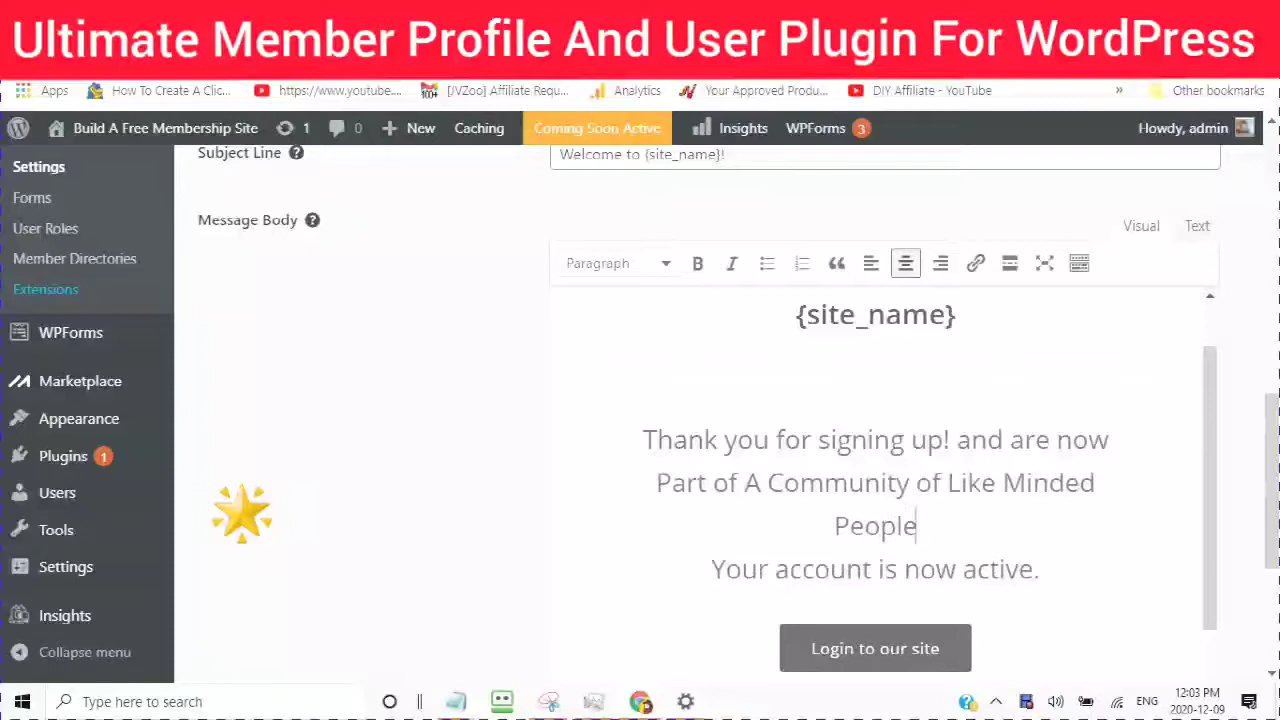 Ultimate Member Profile And User Plugin For WordPress
Apps How To Create A Clic... https://www.youtube.... [JVZoo] Affiliate Requ... Analytics Your Approved Produ... DIY Affiliate - YouTube » Other bookmarks
Build A Free Membership Site 1 0 New Caching Coming Soon Active Insights WPForms 3 Howdy, admin
Settings
Forms
User Roles
Member Directories
Extensions
WPForms
Marketplace
Appearance
Plugins 1
Users
Tools
Settings
Insights
Collapse menu
Subject Line
Welcome to {site_name}!
Message Body
Visual Text
Paragraph B I
{site_name}
Thank you for signing up! and are now
Part of A Community of Like Minded
People
Your account is now active.
Login to our site
Type here to search
ENG
12:03 PM
2020-12-09